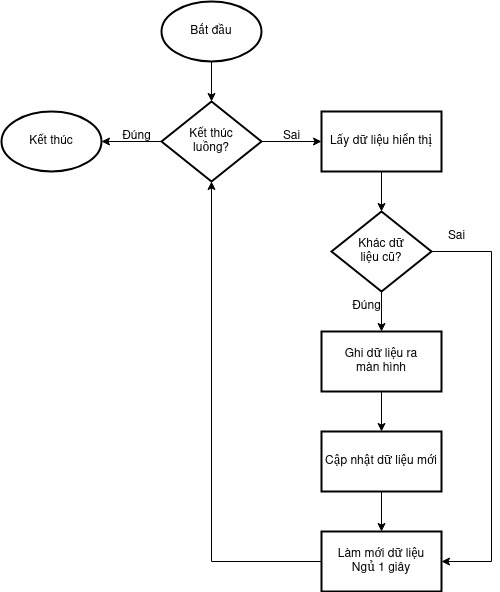 Bắt đầu
Kết thúc
Đúng
Kết thúc
luồng?
Sai
Lấy dữ liệu hiển thị
Khác dữ
liệu cũ?
Sai
Đúng
Ghi dữ liệu ra
màn hình
Cập nhật dữ liệu mới
Làm mới dữ liệu
Ngủ 1 giây